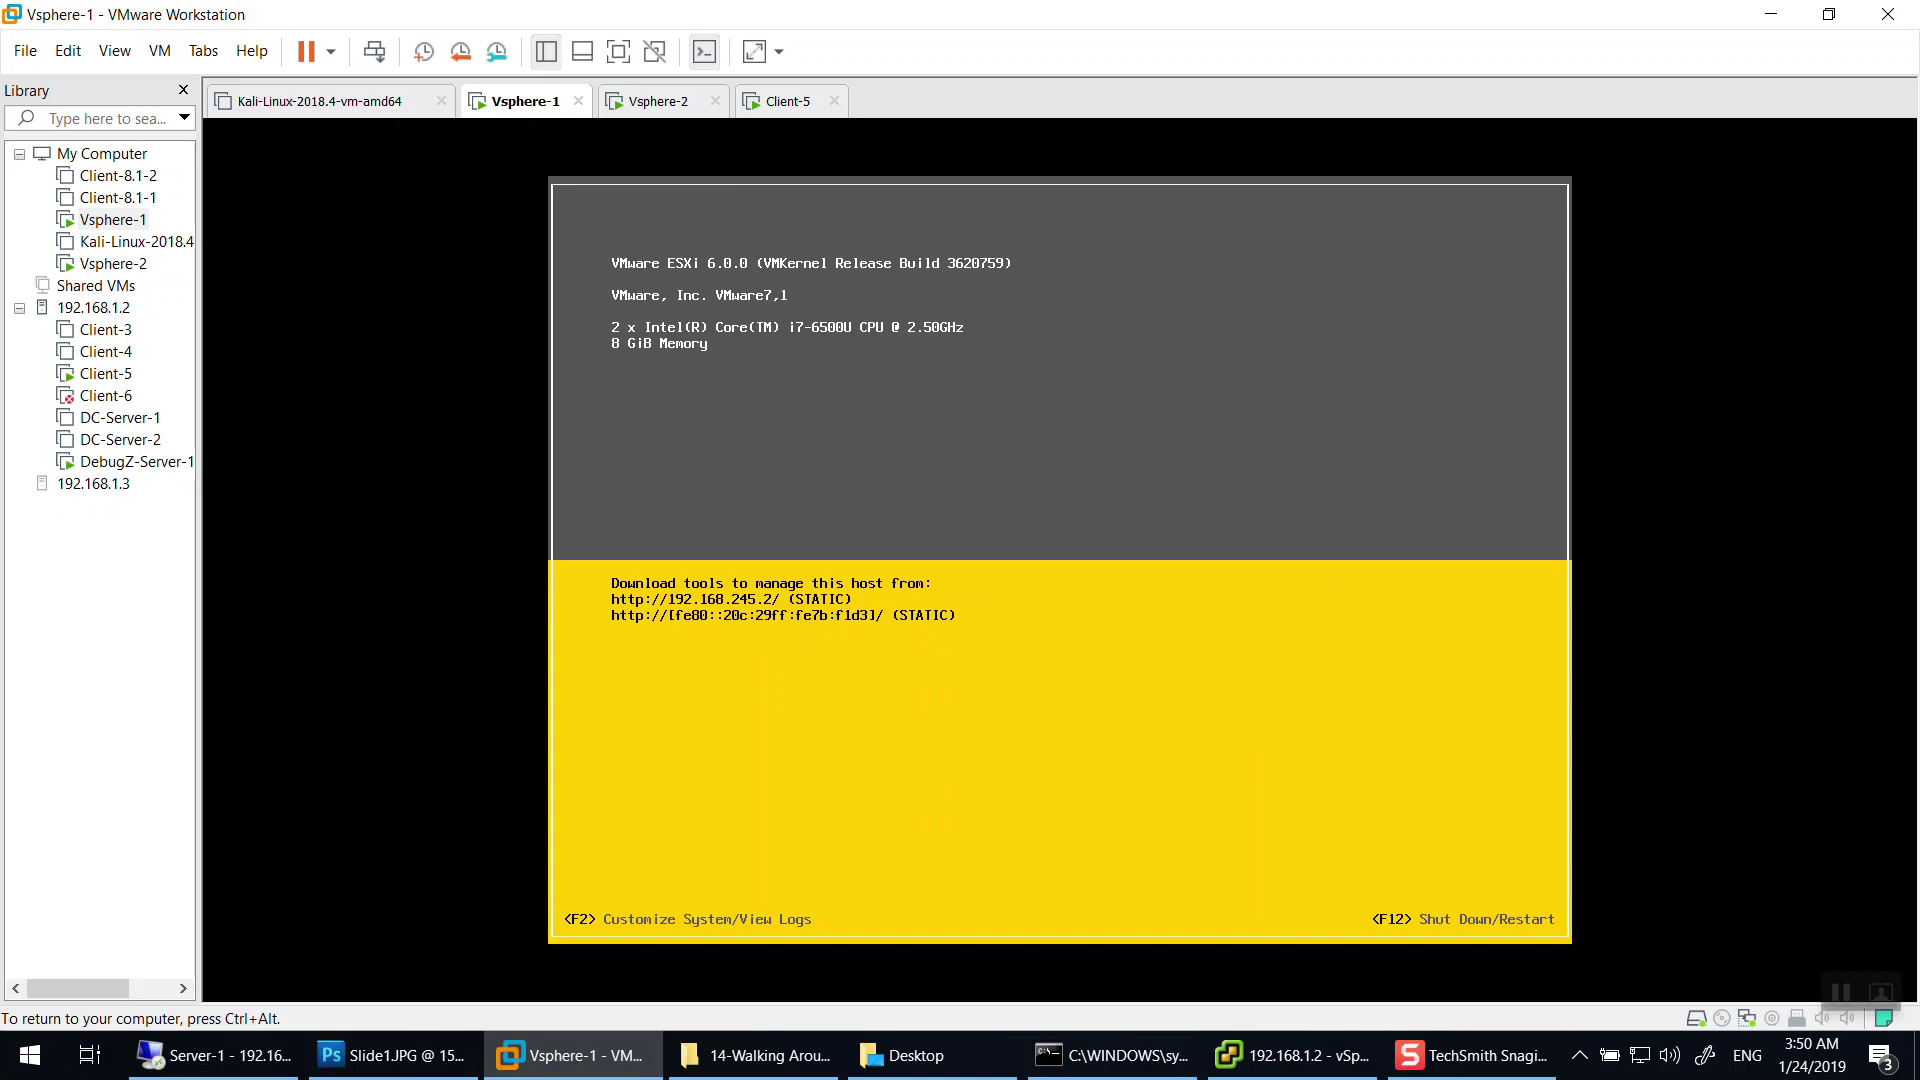 Vsphere-1 - VMware Workstation
File Edit View VM Tabs Help
Library
Type here to sea...
Kali-Linux-2018.4-vm-amd64
Vsphere-1
Vsphere-2
Client-5
My Computer
Client-8.1-2
Client-8.1-1
Vsphere-1
Kali-Linux-2018.4
Vsphere-2
Shared VMs
192.168.1.2
Client-3
Client-4
Client-5
Client-6
DC-Server-1
DC-Server-2
DebugZ-Server-1
192.168.1.3
VMware ESXi 6.0.0 (VMKernel Release Build 3620759)
VMware, Inc. VMware7,1
2 x Intel(R) Core(TM) i7-6500U CPU @ 2.50GHz
8 GiB Memory
Download tools to manage this host from:
http://192.168.245.2/ (STATIC)
http://[fe80::20c:29ff:fe7b:f1d3]/ (STATIC)
<F2> Customize System/View Logs
<F12> Shut Down/Restart
To return to your computer, press Ctrl+Alt.
Server-1 - 192.16...
Ps Slide1.JPG @ 15...
Vsphere-1 - VM...
14-Walking Arou...
Desktop
C:\WINDOWS\sy...
192.168.1.2 - vSp...
S TechSmith Snagi...
ENG
3:50 AM
1/24/2019
3